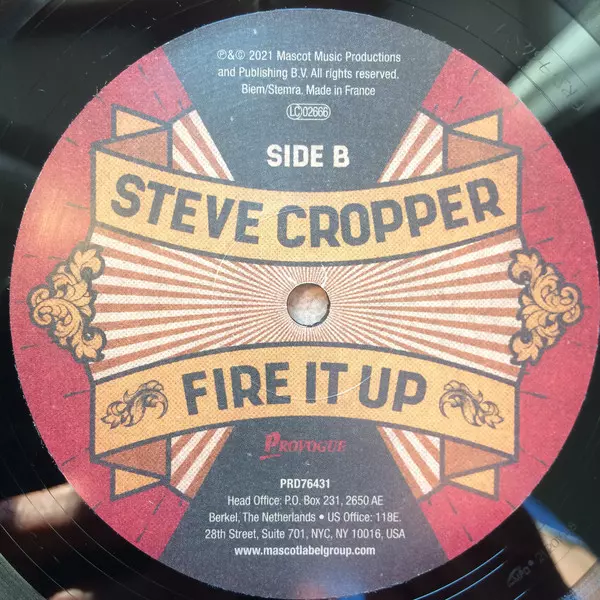 ℗&© 2021 Mascot Music Productions
and Publishing B.V. All rights reserved.
Biem/Stemra. Made in France
LC02666
SIDE B
STEVE CROPPER
FIRE IT UP
PROVOGUE
PRD76431
Head Office: P.O. Box 231, 2650 AE
Berkel, The Netherlands • US Office: 118E.
28th Street, Suite 701, NYC, NY 10016, USA
www.mascotlabelgroup.com